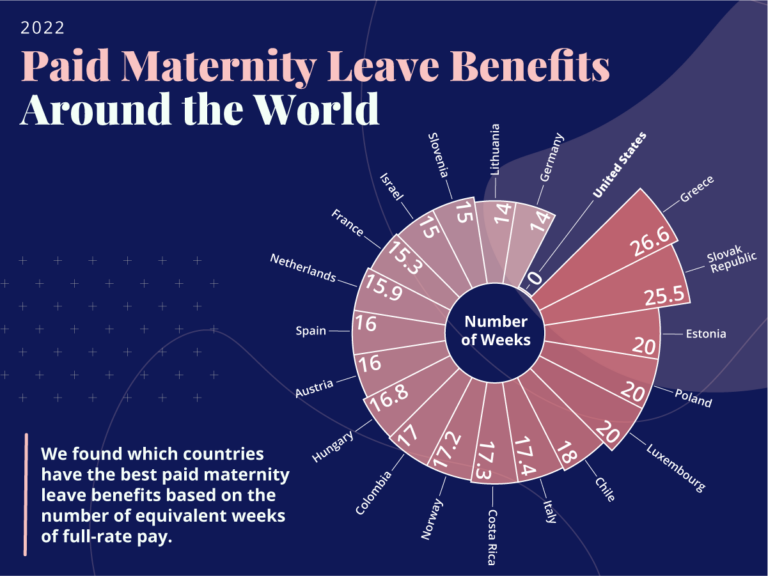 2022
Paid Maternity Leave Benefits
Around the World
Number
of Weeks
United States
0
Greece
26.6
Slovak
Republic
25.5
Estonia
20
Poland
20
Luxembourg
20
Chile
18
Italy
17.4
Costa Rica
17.3
Norway
17.2
Colombia
17
Hungary
16.8
Austria
16
Spain
16
Netherlands
15.9
France
15.3
Israel
15
Slovenia
15
Lithuania
14
Germany
14
We found which countries
have the best paid maternity
leave benefits based on the
number of equivalent weeks
of full-rate pay.